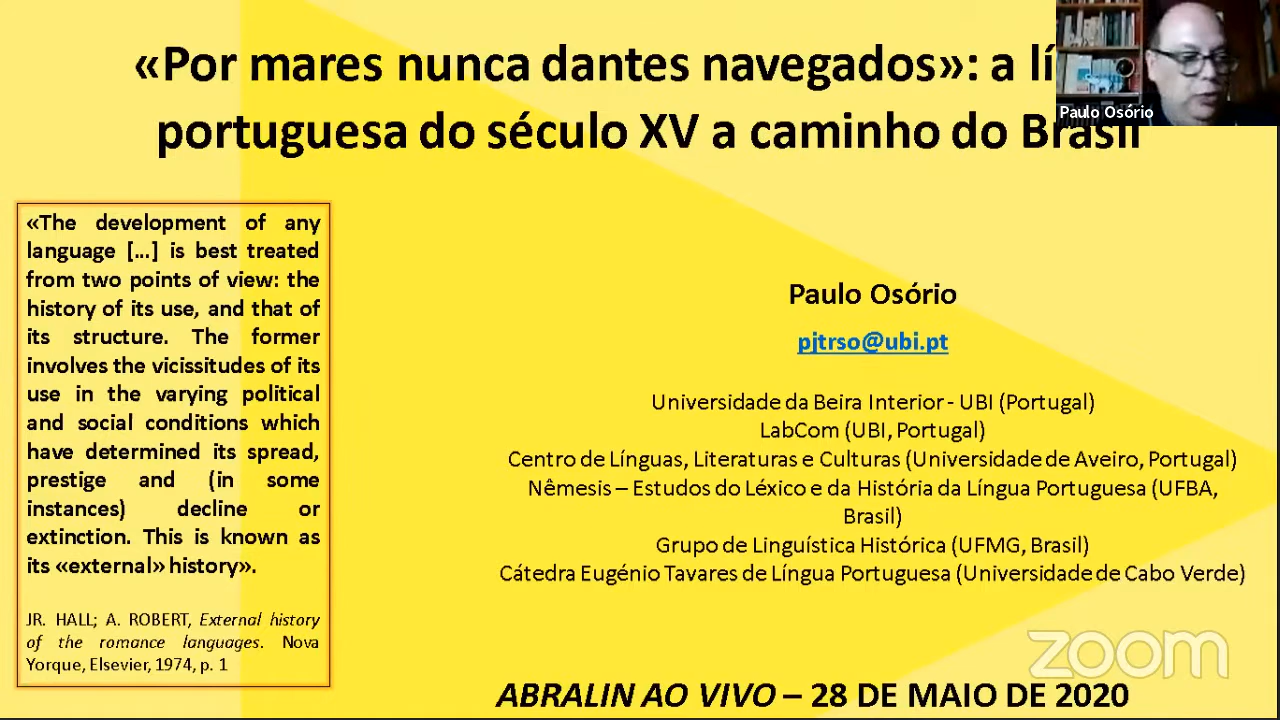 «Por mares nunca dantes navegados»: a lí
portuguesa do século XV a caminho do Brasil
Paulo Osório
«The development of any
language [...] is best treated
from two points of view: the
history of its use, and that of
its structure. The former
involves the vicissitudes of its
use in the varying political
and social conditions which
have determined its spread,
prestige and (in some
instances) decline or
extinction. This is known as
its «external» history».
JR. HALL; A. ROBERT, External history
of the romance languages. Nova
Yorque, Elsevier, 1974, p. 1
Paulo Osório
pjtrso@ubi.pt
Universidade da Beira Interior - UBI (Portugal)
LabCom (UBI, Portugal)
Centro de Línguas, Literaturas e Culturas (Universidade de Aveiro, Portugal)
Nêmesis – Estudos do Léxico e da História da Língua Portuguesa (UFBA,
Brasil)
Grupo de Linguística Histórica (UFMG, Brasil)
Cátedra Eugénio Tavares de Língua Portuguesa (Universidade de Cabo Verde)
zoom
ABRALIN AO VIVO – 28 DE MAIO DE 2020